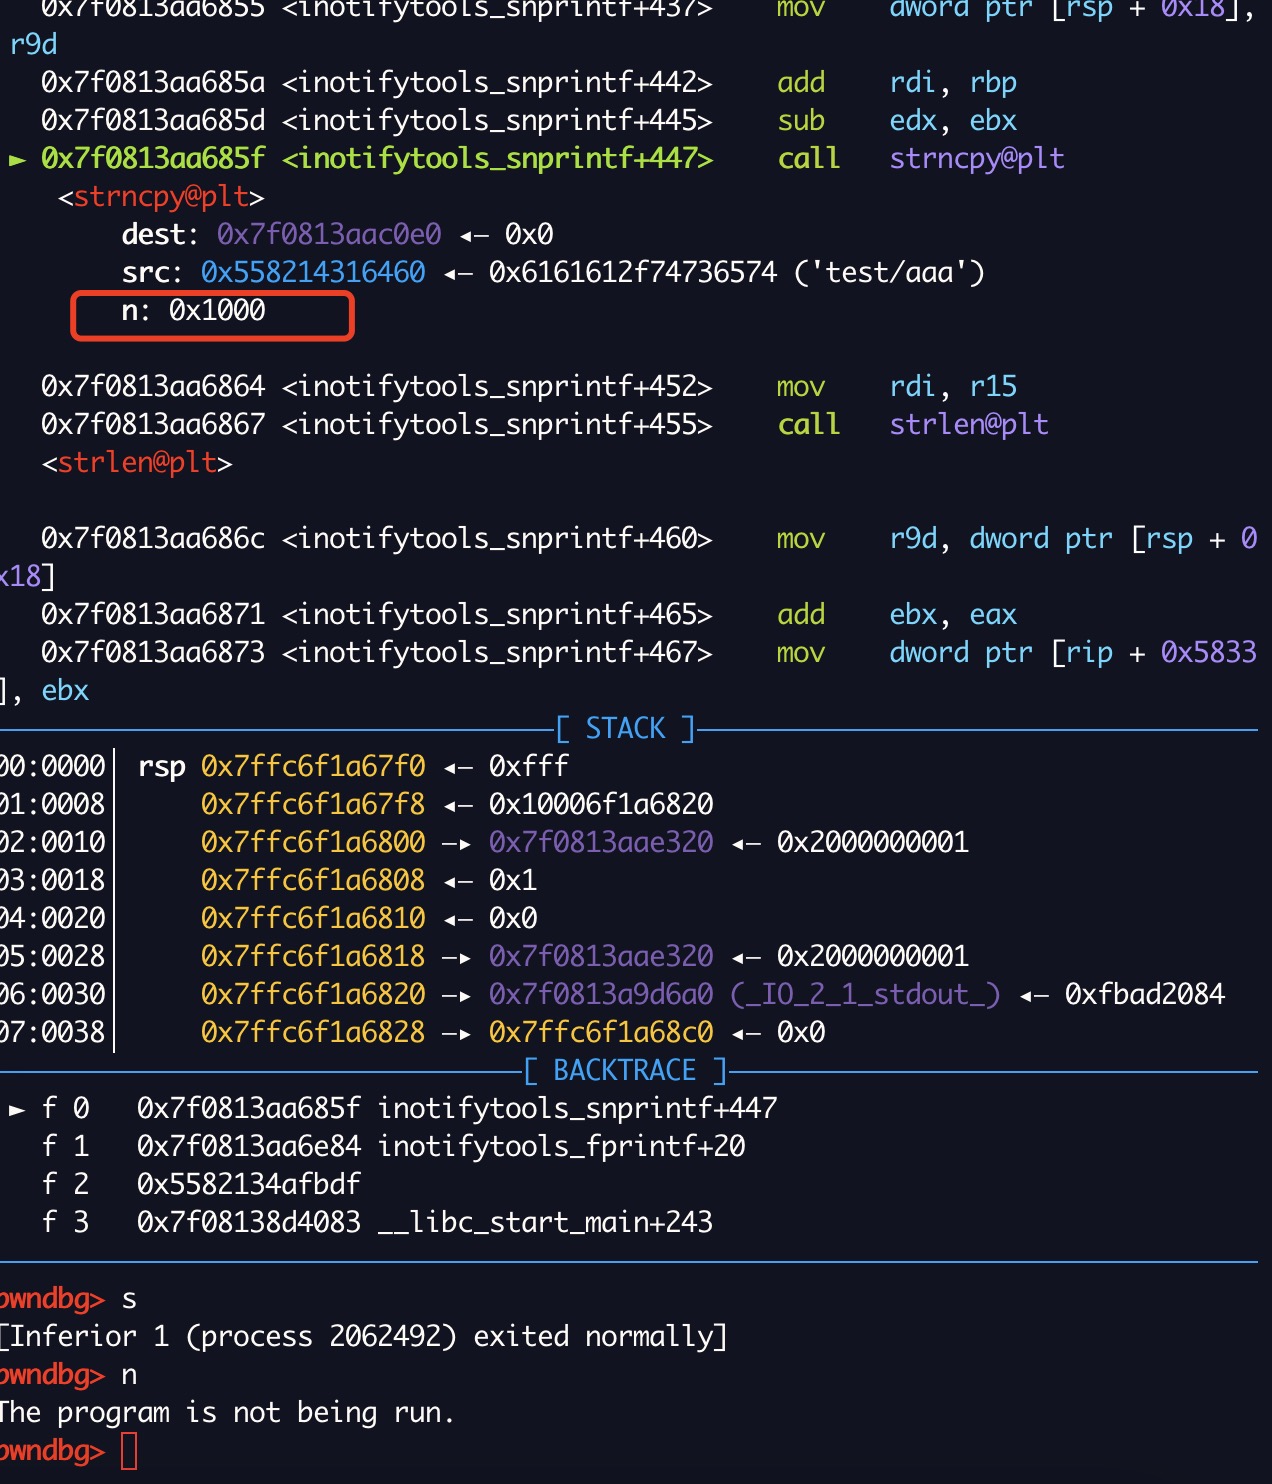 0x7f0813aa6855 <inotifytools_snprintf+437> mov dword ptr [rsp + 0x18],
r9d
0x7f0813aa685a <inotifytools_snprintf+442> add rdi, rbp
0x7f0813aa685d <inotifytools_snprintf+445> sub edx, ebx
► 0x7f0813aa685f <inotifytools_snprintf+447> call strncpy@plt
<strncpy@plt>
dest: 0x7f0813aac0e0 ◂— 0x0
src: 0x558214316460 ◂— 0x6161612f74736574 ('test/aaa')
n: 0x1000
0x7f0813aa6864 <inotifytools_snprintf+452> mov rdi, r15
0x7f0813aa6867 <inotifytools_snprintf+455> call strlen@plt
<strlen@plt>
0x7f0813aa686c <inotifytools_snprintf+460> mov r9d, dword ptr [rsp + 0
x18]
0x7f0813aa6871 <inotifytools_snprintf+465> add ebx, eax
0x7f0813aa6873 <inotifytools_snprintf+467> mov dword ptr [rip + 0x5833
], ebx
[ STACK ]
00:0000│ rsp 0x7ffc6f1a67f0 ◂— 0xfff
01:0008│ 0x7ffc6f1a67f8 ◂— 0x10006f1a6820
02:0010│ 0x7ffc6f1a6800 —▸ 0x7f0813aae320 ◂— 0x2000000001
03:0018│ 0x7ffc6f1a6808 ◂— 0x1
04:0020│ 0x7ffc6f1a6810 ◂— 0x0
05:0028│ 0x7ffc6f1a6818 —▸ 0x7f0813aae320 ◂— 0x2000000001
06:0030│ 0x7ffc6f1a6820 —▸ 0x7f0813a9d6a0 (_IO_2_1_stdout_) ◂— 0xfbad2084
07:0038│ 0x7ffc6f1a6828 —▸ 0x7ffc6f1a68c0 ◂— 0x0
[ BACKTRACE ]
► f 0 0x7f0813aa685f inotifytools_snprintf+447
f 1 0x7f0813aa6e84 inotifytools_fprintf+20
f 2 0x5582134afbdf
f 3 0x7f08138d4083 __libc_start_main+243
pwndbg> s
[Inferior 1 (process 2062492) exited normally]
pwndbg> n
The program is not being run.
pwndbg>